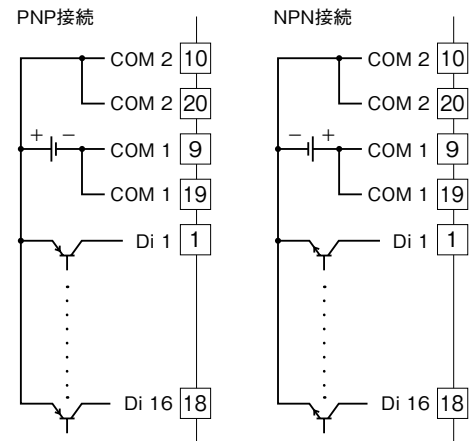 PNP接続
COM 2 10
COM 2 20
+ − COM 1 9
COM 1 19
Di 1 1
Di 16 18
NPN接続
COM 2 10
COM 2 20
− + COM 1 9
COM 1 19
Di 1 1
Di 16 18